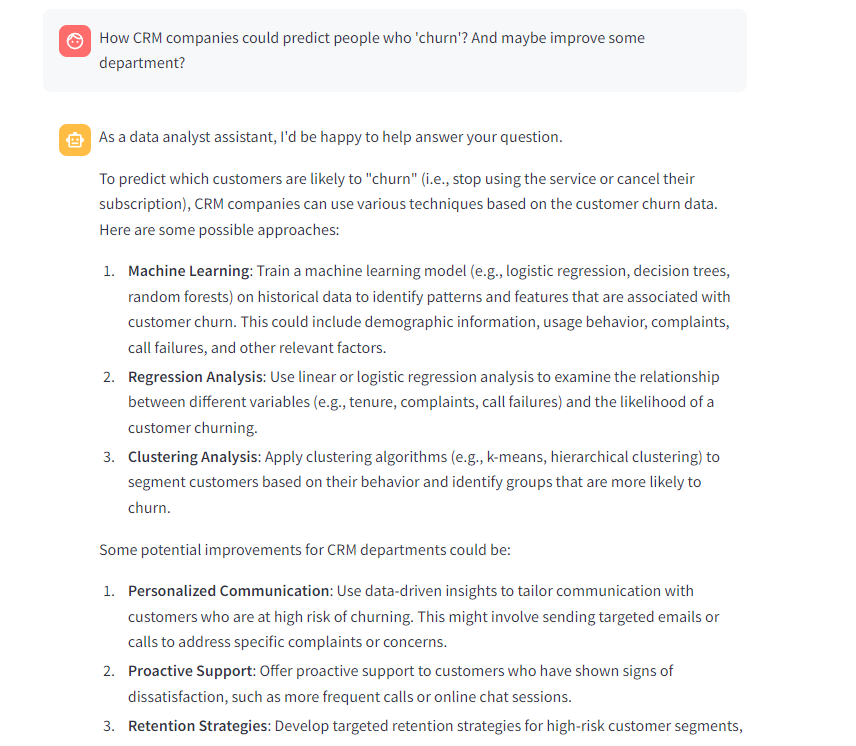 How CRM companies could predict people who 'churn'? And maybe improve some
department?
As a data analyst assistant, I'd be happy to help answer your question.
To predict which customers are likely to "churn" (i.e., stop using the service or cancel their
subscription), CRM companies can use various techniques based on the customer churn data.
Here are some possible approaches:
1. Machine Learning: Train a machine learning model (e.g., logistic regression, decision trees,
random forests) on historical data to identify patterns and features that are associated with
customer churn. This could include demographic information, usage behavior, complaints,
call failures, and other relevant factors.
2. Regression Analysis: Use linear or logistic regression analysis to examine the relationship
between different variables (e.g., tenure, complaints, call failures) and the likelihood of a
customer churning.
3. Clustering Analysis: Apply clustering algorithms (e.g., k-means, hierarchical clustering) to
segment customers based on their behavior and identify groups that are more likely to
churn.
Some potential improvements for CRM departments could be:
1. Personalized Communication: Use data-driven insights to tailor communication with
customers who are at high risk of churning. This might involve sending targeted emails or
calls to address specific complaints or concerns.
2. Proactive Support: Offer proactive support to customers who have shown signs of
dissatisfaction, such as more frequent calls or online chat sessions.
3. Retention Strategies: Develop targeted retention strategies for high-risk customer segments,